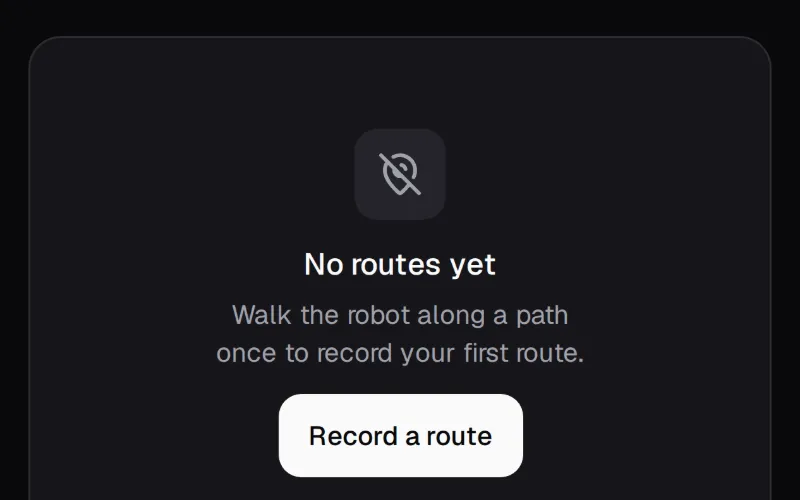 No routes yet
Walk the robot along a path
once to record your first route.
Record a route